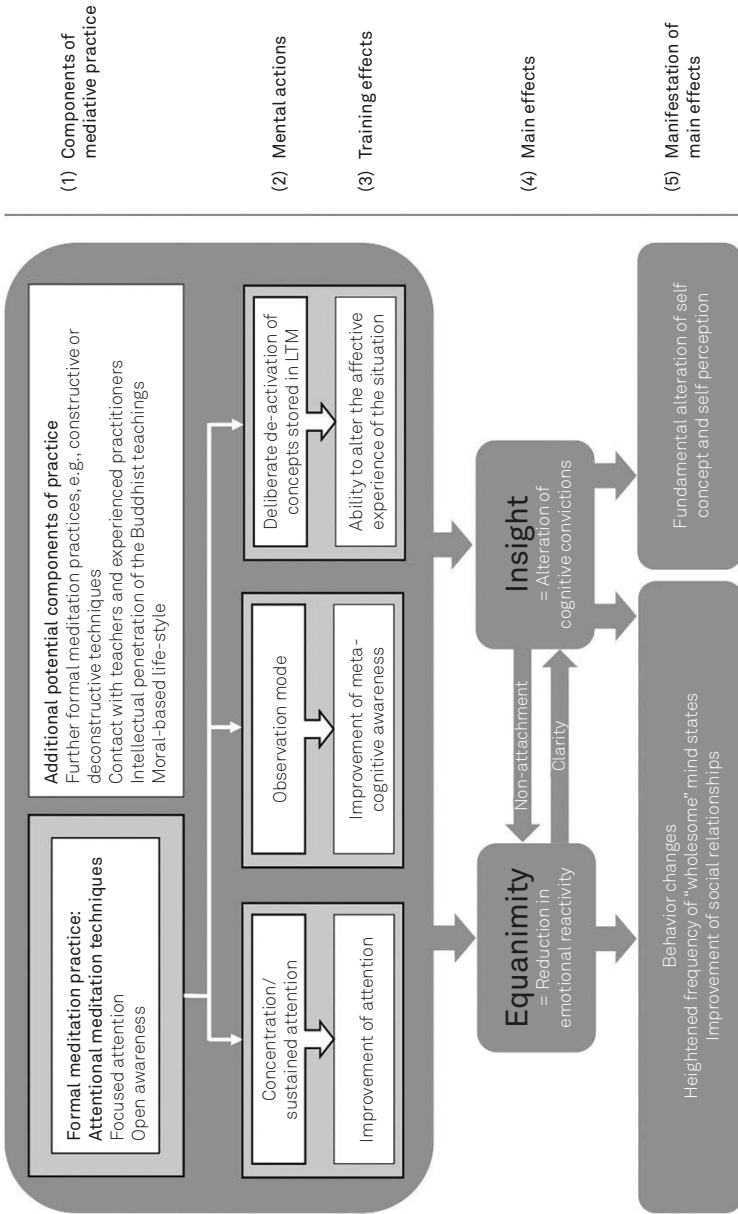 (1) Components of
mediative practice
(2) Mental actions
(3) Training effects
(4) Main effects
(5) Manifestation of
main effects
Formal meditation practice:
Attentional meditation techniques
Focused attention
Open awareness
Additional potential components of practice
Further formal meditation practices, e.g., constructive or
deconstructive techniques
Contact with teachers and experienced practitioners
Intellectual penetration of the Buddhist teachings
Moral-based life-style
Concentration/
sustained attention
Improvement of attention
Observation mode
Improvement of meta-
cognitive awareness
Deliberate de-activation of
concepts stored in LTM
Ability to alter the affective
experience of the situation
Equanimity
= Reduction in
emotional reactivity
Non-attachment
Clarity
Insight
= Alteration of
cognitive convictions
Behavior changes
Heightened frequency of “wholesome” mind states
Improvement of social relationships
Fundamental alteration of self
concept and self perception